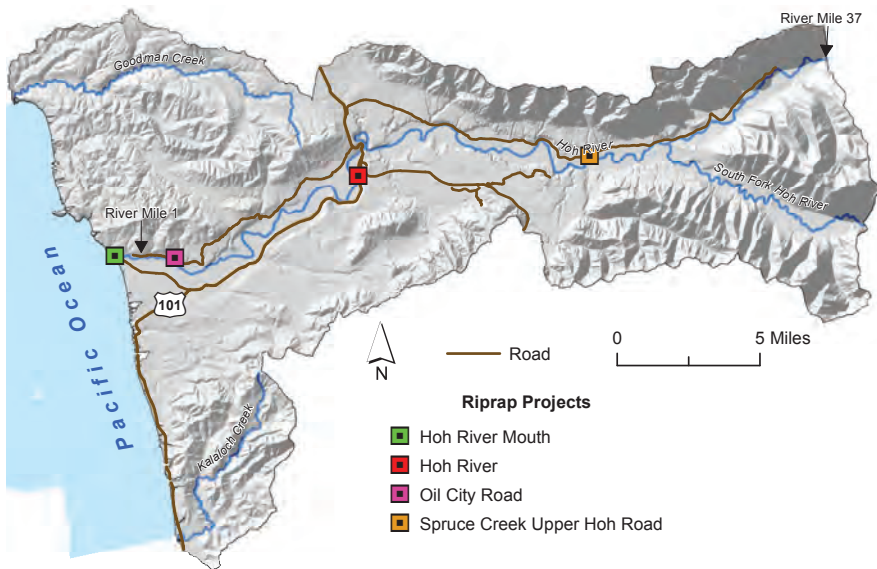 River Mile 37
Goodman Creek
Hoh River
South Fork Hoh River
River Mile 1
101
Pacific Ocean
Kalaloch Creek
0 5 Miles
N
Road
Riprap Projects
Hoh River Mouth
Hoh River
Oil City Road
Spruce Creek Upper Hoh Road